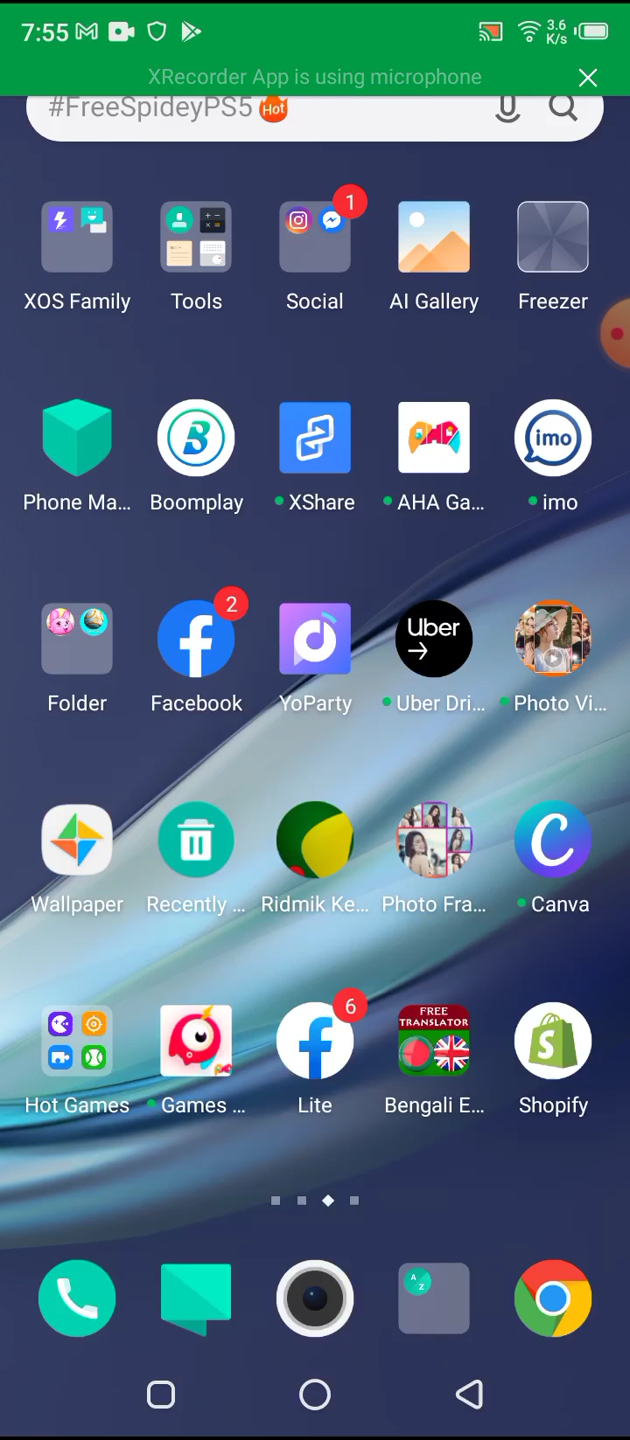 7:55 3.6 K/s
XRecorder App is using microphone
#FreeSpideyPS5 Hot
1
XOS Family Tools Social AI Gallery Freezer
imo
Phone Ma... Boomplay XShare AHA Ga... imo
2
Uber
Folder Facebook YoParty Uber Dri... Photo Vi...
Wallpaper Recently ... Ridmik Ke... Photo Fra... Canva
6
FREE
TRANSLATOR
Hot Games Games ... Lite Bengali E... Shopify
A
Z